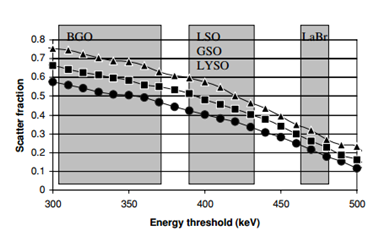 BGO
LSO
LaBr
GSO
LYSO
0.8
0.7
0.6
0.5
0.4
0.3
0.2
0.1
0
Scatter fraction
300 350 400 450 500
Energy threshold (keV)